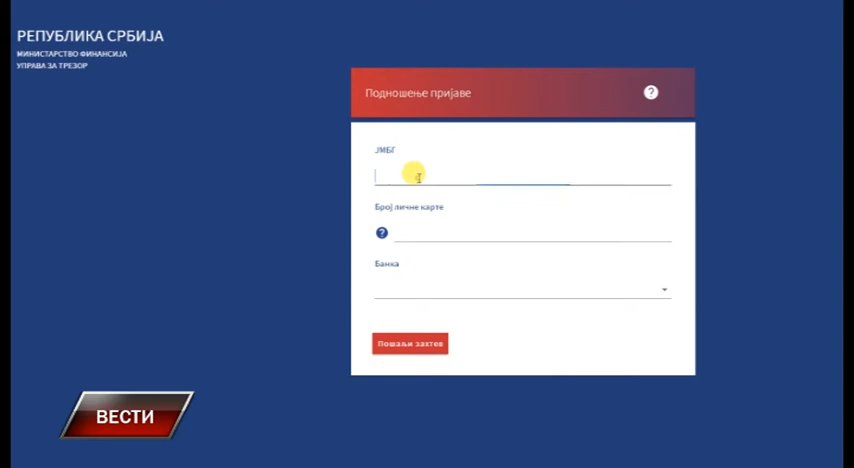 РЕПУБЛИКА СРБИЈА
МИНИСТАРСТВО ФИНАНСИЈА
УПРАВА ЗА ТРЕЗОР
Подношење пријаве
?
ЈМБГ
Број личне карте
?
Банка
Пошаљи захтев
ВЕСТИ